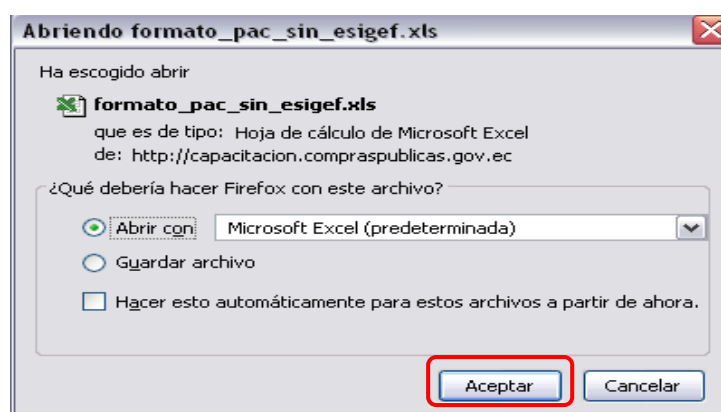 Abriendo formato_pac_sin_esigef.xls
Ha escogido abrir
formato_pac_sin_esigef.xls
que es de tipo: Hoja de cálculo de Microsoft Excel
de: http://capacitacion.compraspublicas.gov.ec
¿Qué debería hacer Firefox con este archivo?
Abrir con Microsoft Excel (predeterminada)
Guardar archivo
Hacer esto automáticamente para estos archivos a partir de ahora.
Aceptar Cancelar